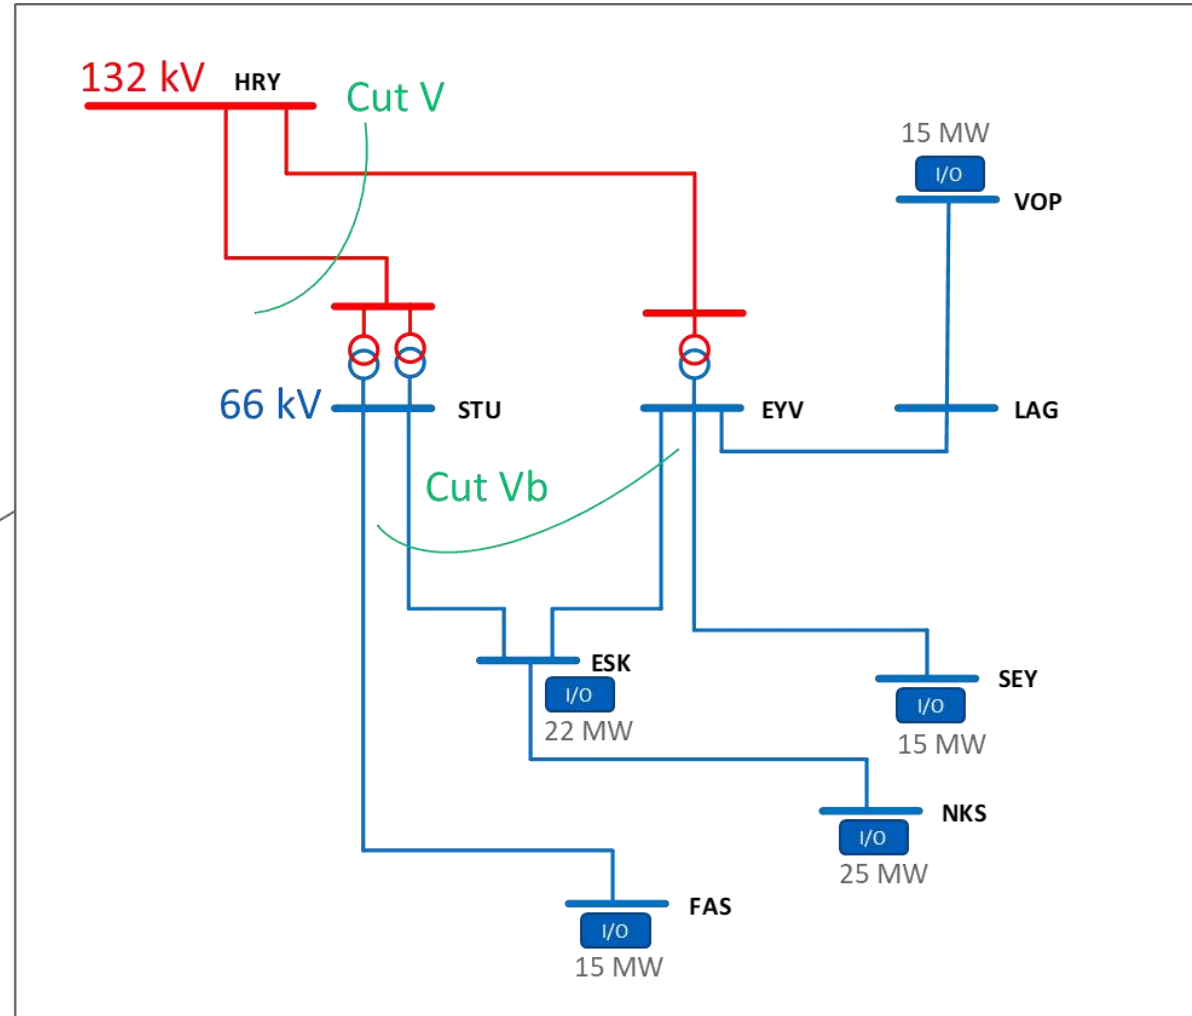 132 kV
HRY
Cut V
15 MW
I/O
VOP
66 kV
STU
EYV
LAG
Cut Vb
ESK
I/O
22 MW
SEY
I/O
15 MW
NKS
I/O
25 MW
FAS
I/O
15 MW